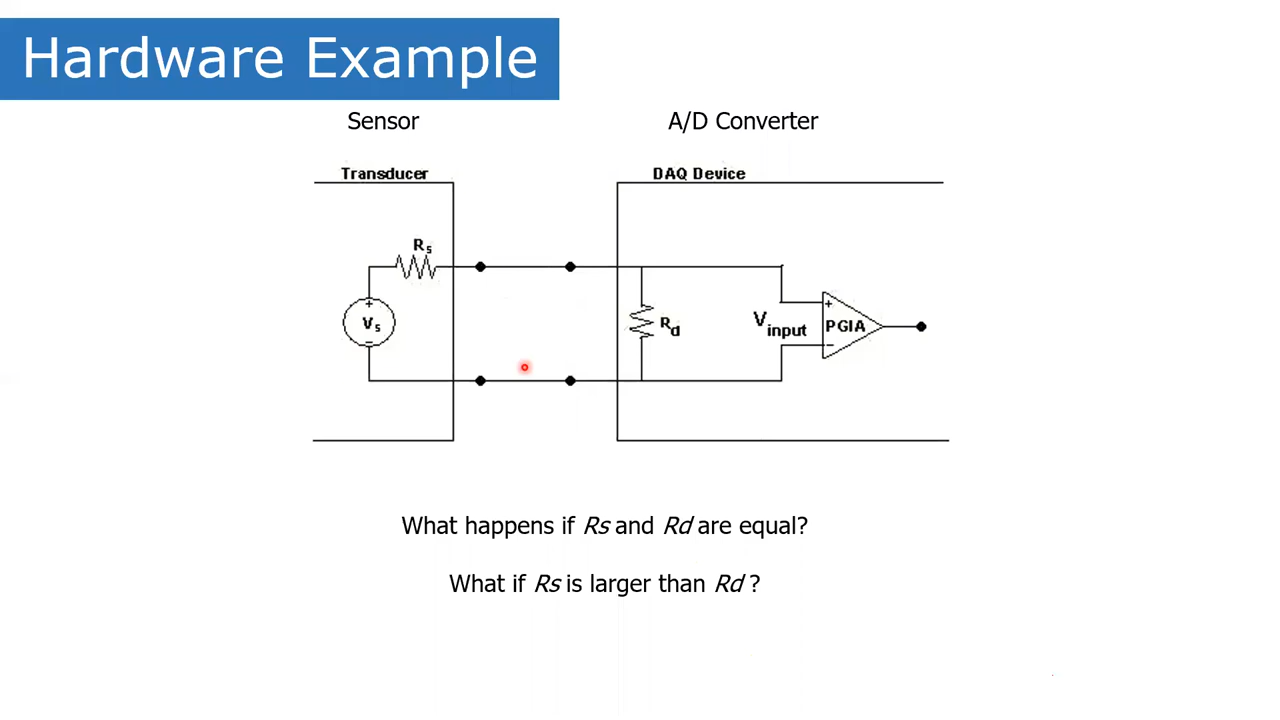 Hardware Example
Sensor
A/D Converter
Transducer
DAQ Device
Rs
+
Vs
−
Rd
Vinput
+
PGIA
−
What happens if Rs and Rd are equal?
What if Rs is larger than Rd ?